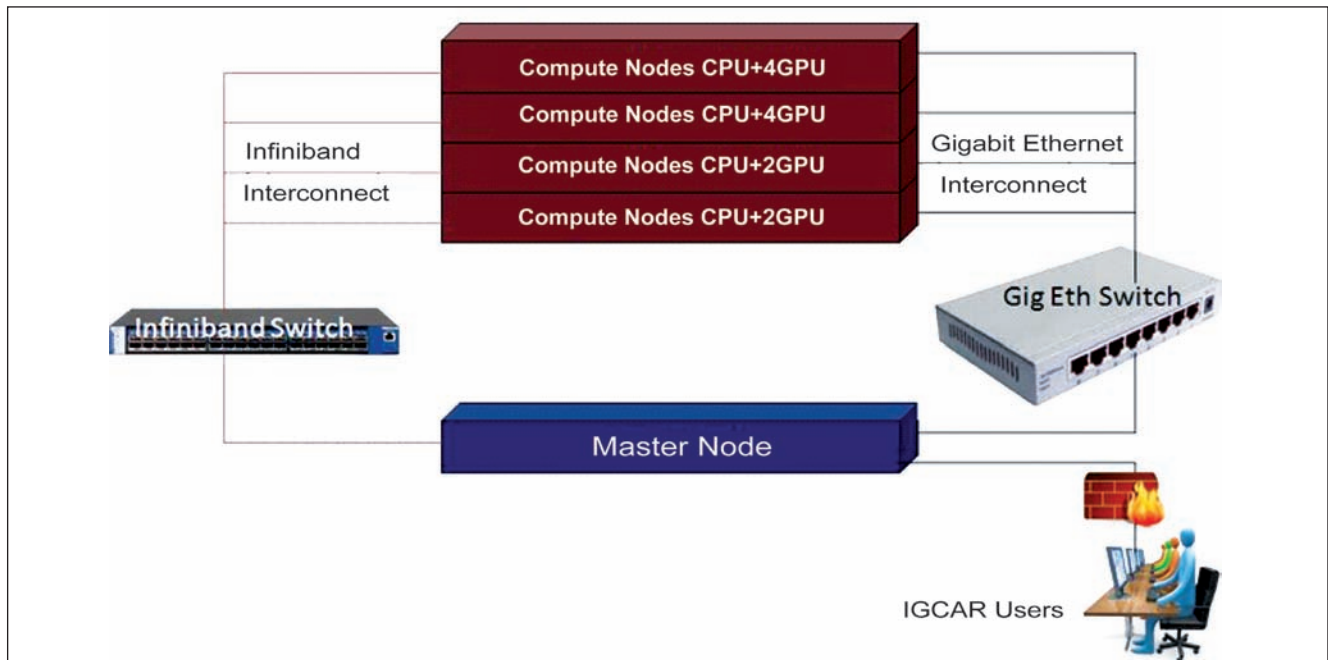 Compute Nodes CPU+4GPU
Compute Nodes CPU+4GPU
Infiniband
Interconnect
Compute Nodes CPU+2GPU
Compute Nodes CPU+2GPU
Gigabit Ethernet
Interconnect
Infiniband Switch
Gig Eth Switch
Master Node
IGCAR Users